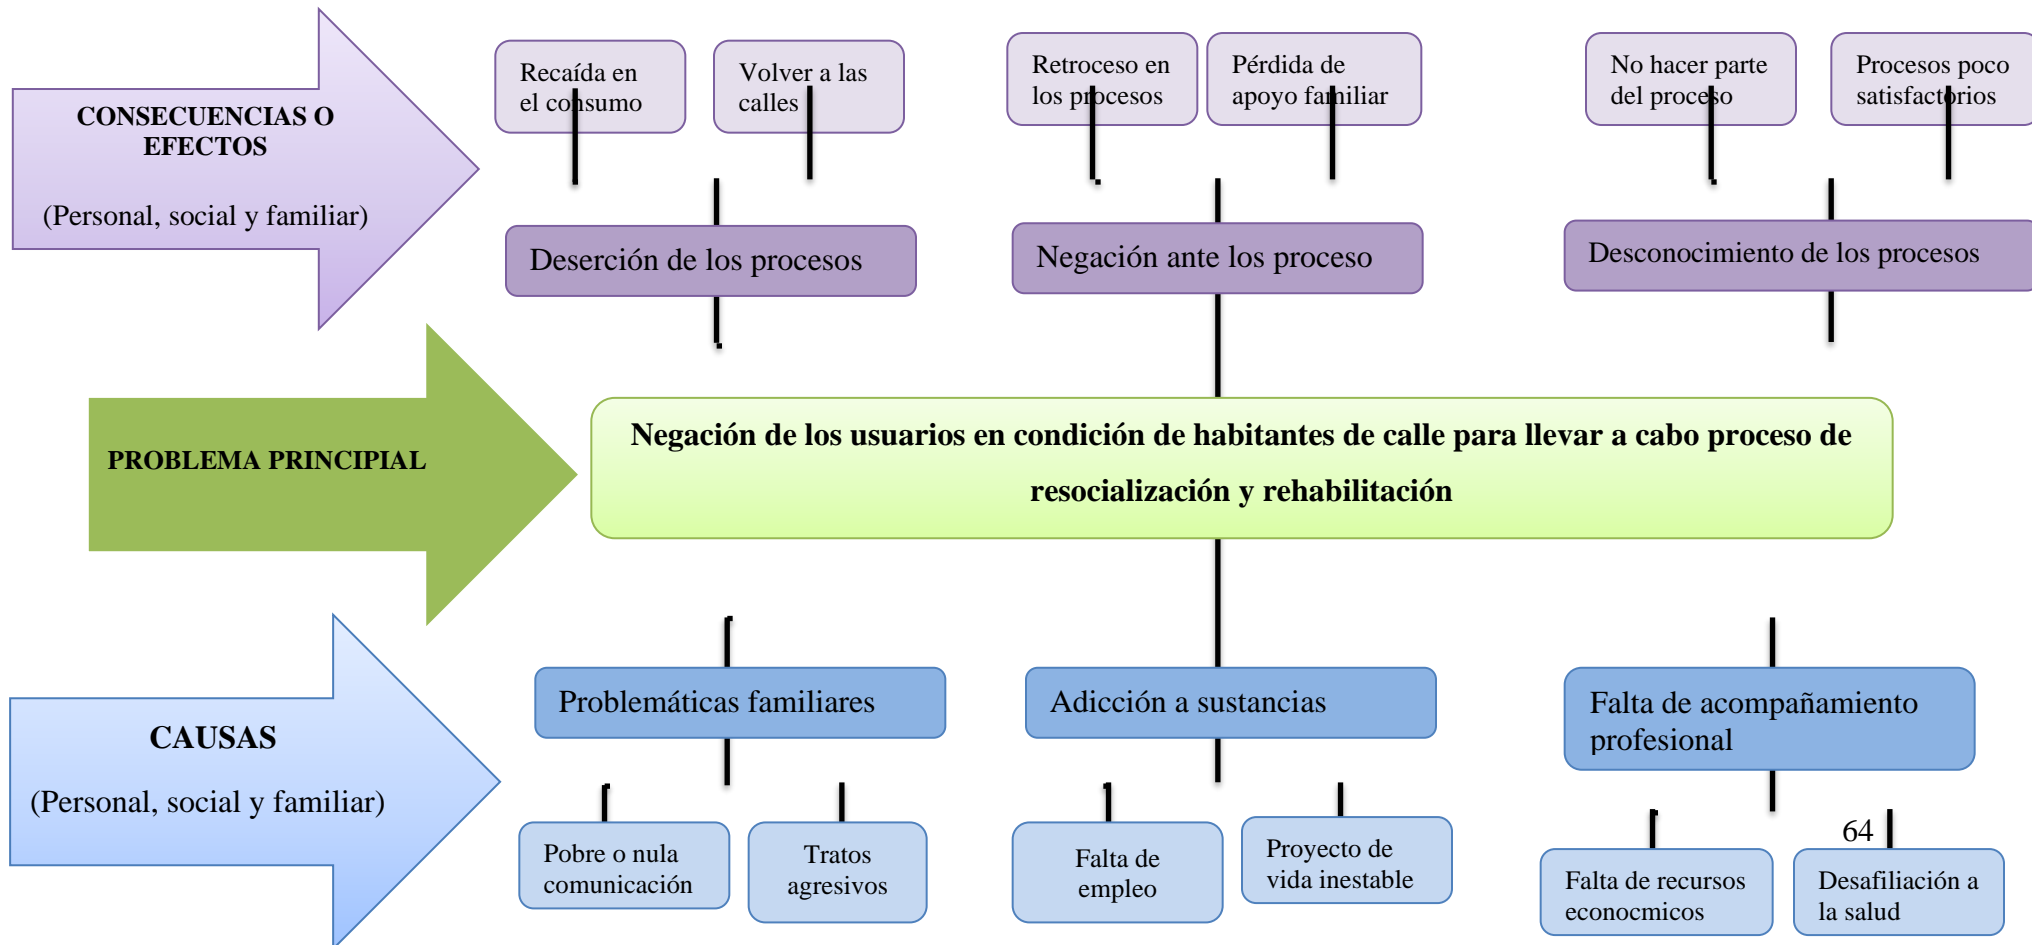 CONSECUENCIAS O
EFECTOS
(Personal, social y familiar)
Recaída en
el consumo
Volver a las
calles
Retroceso en
los procesos
Pérdida de
apoyo familiar
No hacer parte
del proceso
Procesos poco
satisfactorios
Deserción de los procesos
Negación ante los proceso
Desconocimiento de los procesos
PROBLEMA PRINCIPIAL
Negación de los usuarios en condición de habitantes de calle para llevar a cabo proceso de
resocialización y rehabilitación
CAUSAS
(Personal, social y familiar)
Problemáticas familiares
Adicción a sustancias
Falta de acompañamiento
profesional
Pobre o nula
comunicación
Tratos
agresivos
Falta de
empleo
Proyecto de
vida inestable
64
Falta de recursos
econocmicos
Desafiliación a
la salud